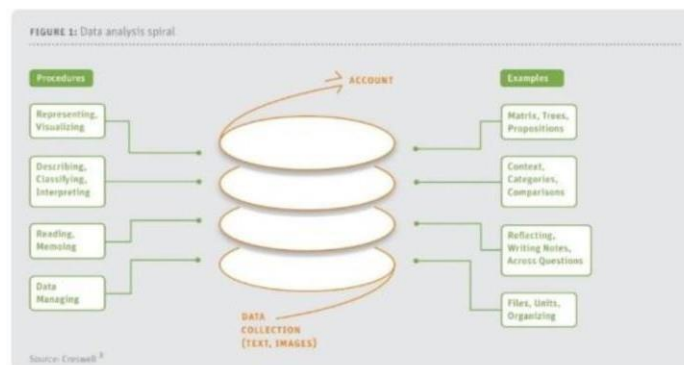 FIGURE 1: Data analysis spiral
Procedures
Representing,
Visualizing
Describing,
Classifying,
Interpreting
Reading,
Memoing
Data
Managing
ACCOUNT
DATA
COLLECTION
(TEXT, IMAGES)
Examples
Matrix, Trees,
Propositions
Context,
Categories,
Comparisons
Reflecting,
Writing Notes,
Across Questions
Files, Units,
Organizing
Source: Creswell